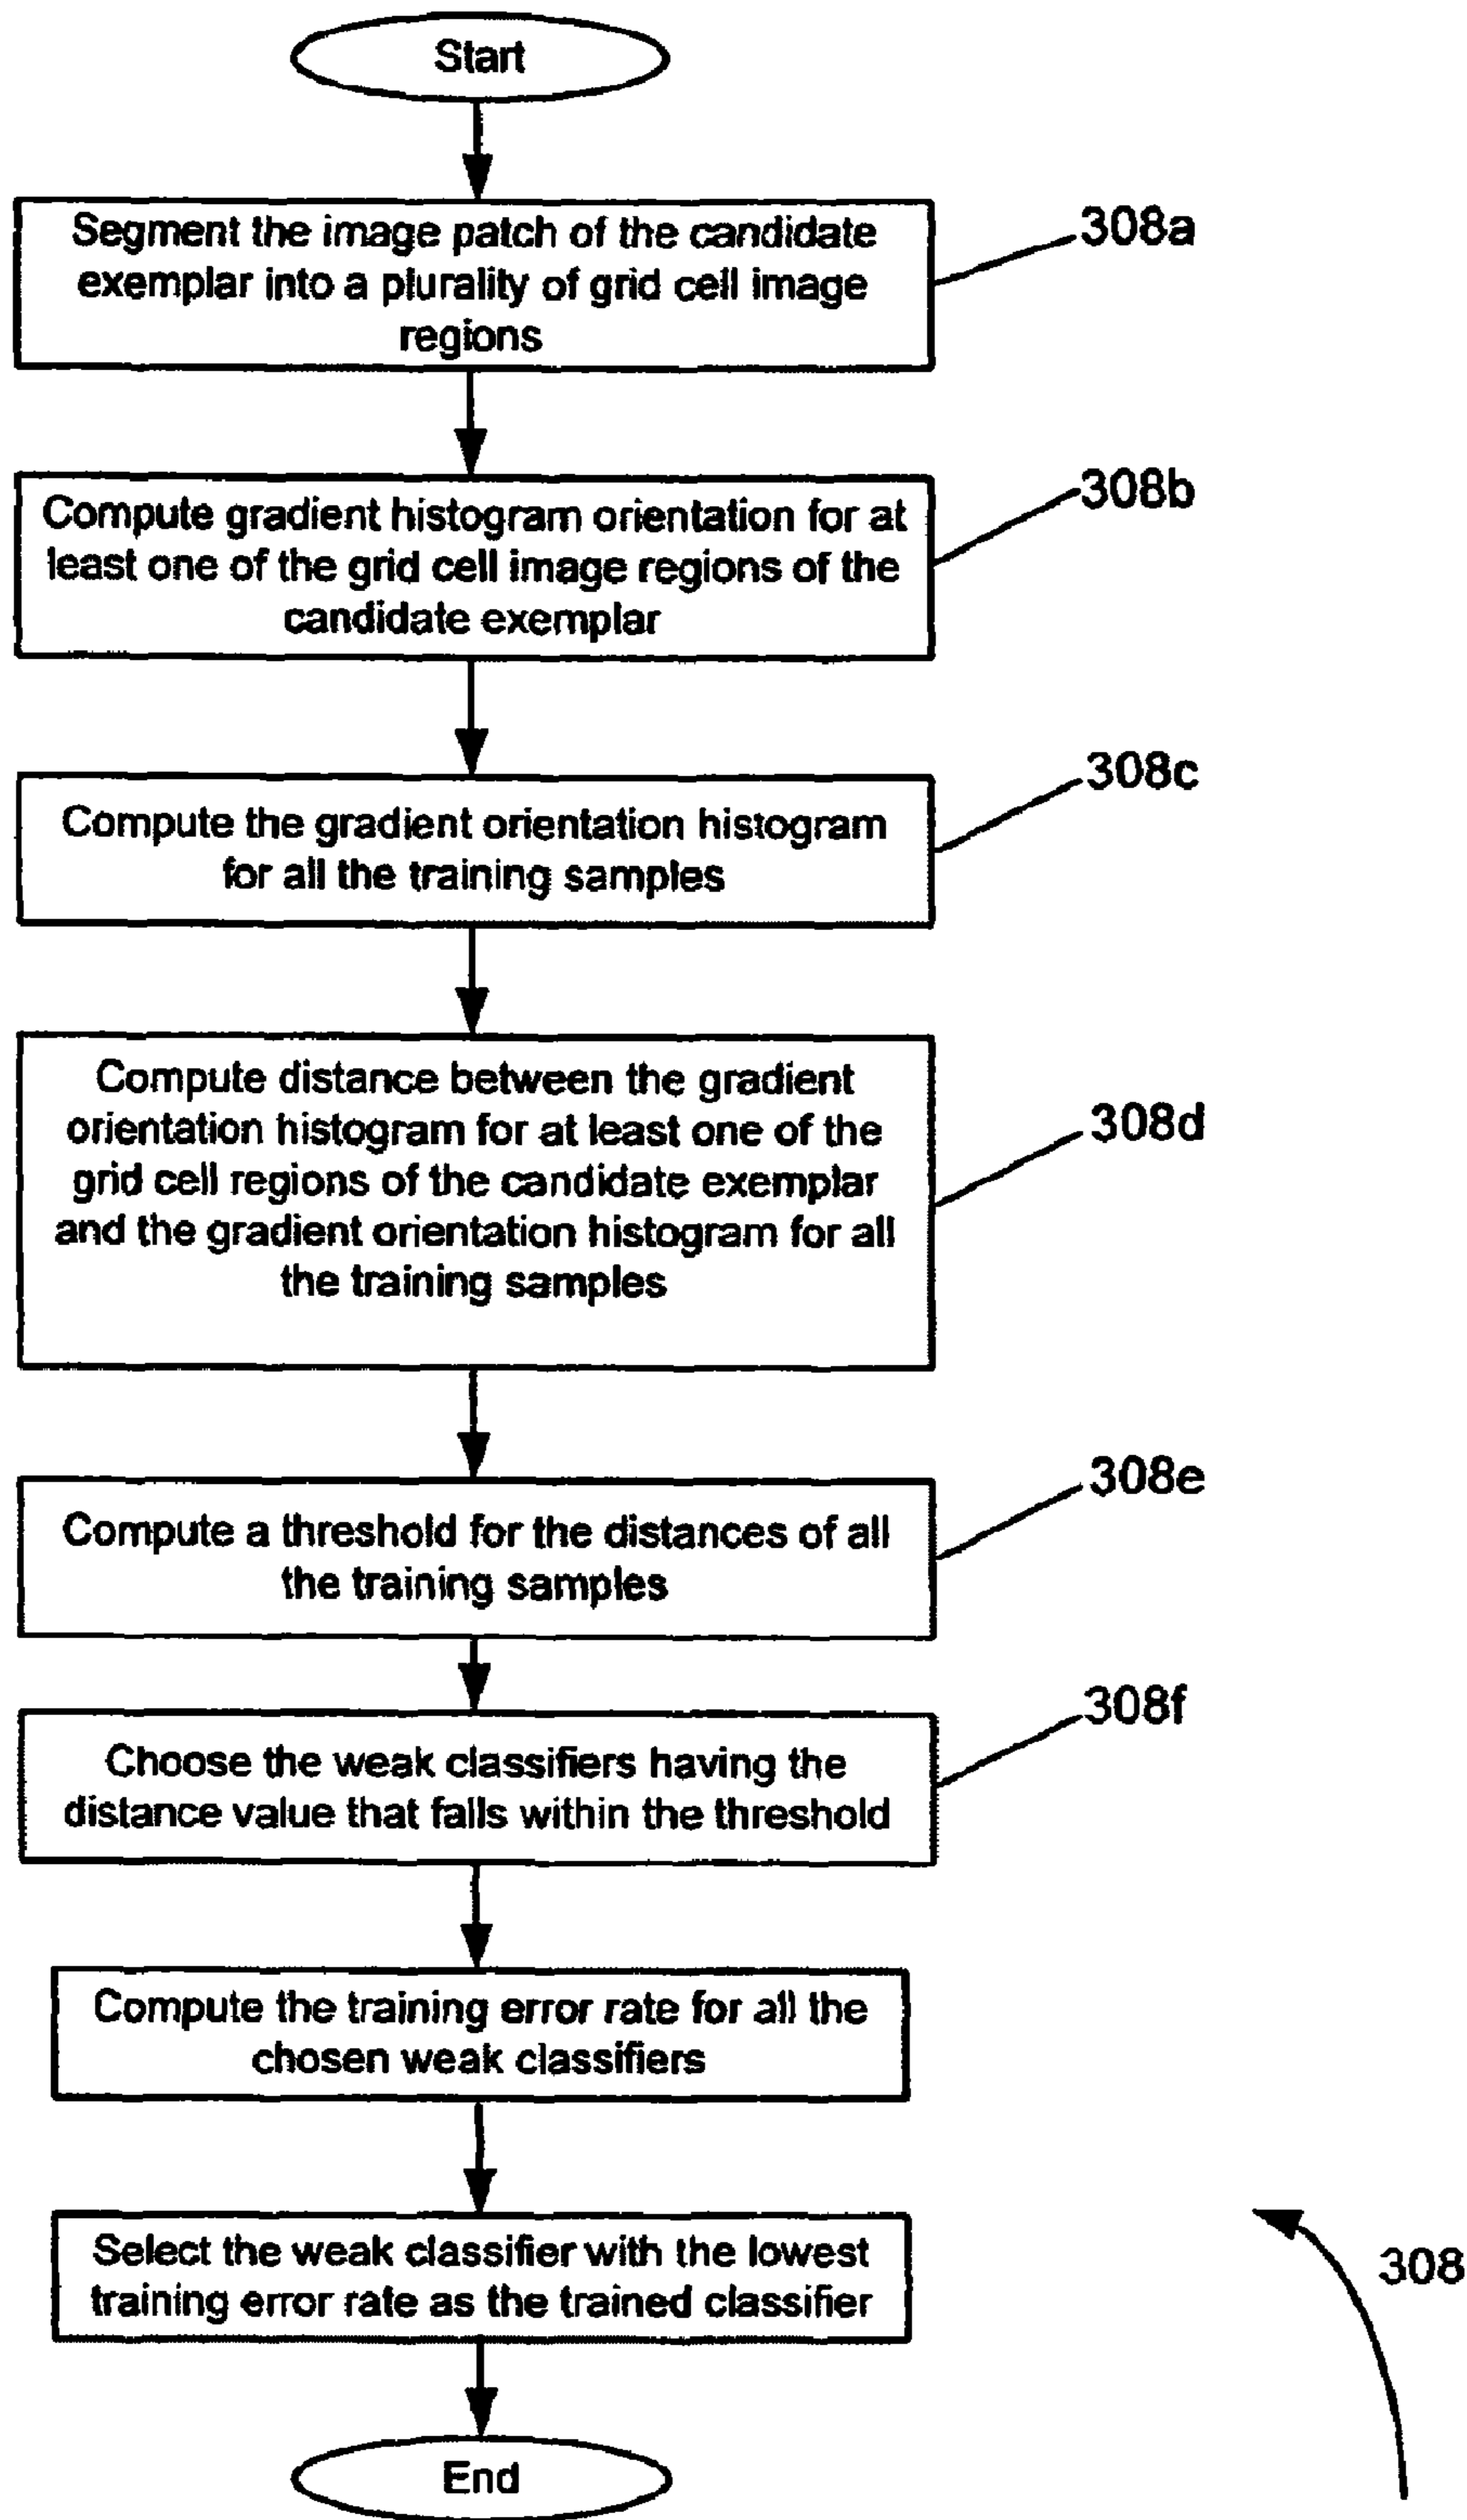 Start
Segment the image patch of the candidate
exemplar into a plurality of grid cell image
regions
308a
Compute gradient histogram orientation for at
least one of the grid cell image regions of the
candidate exemplar
308b
Compute the gradient orientation histogram
for all the training samples
308c
Compute distance between the gradient
orientation histogram for at least one of the
grid cell regions of the candidate exemplar
and the gradient orientation histogram for all
the training samples
308d
Compute a threshold for the distances of all
the training samples
308e
Choose the weak classifiers having the
distance value that falls within the threshold
308f
Compute the training error rate for all the
chosen weak classifiers
Select the weak classifier with the lowest
training error rate as the trained classifier
308
End